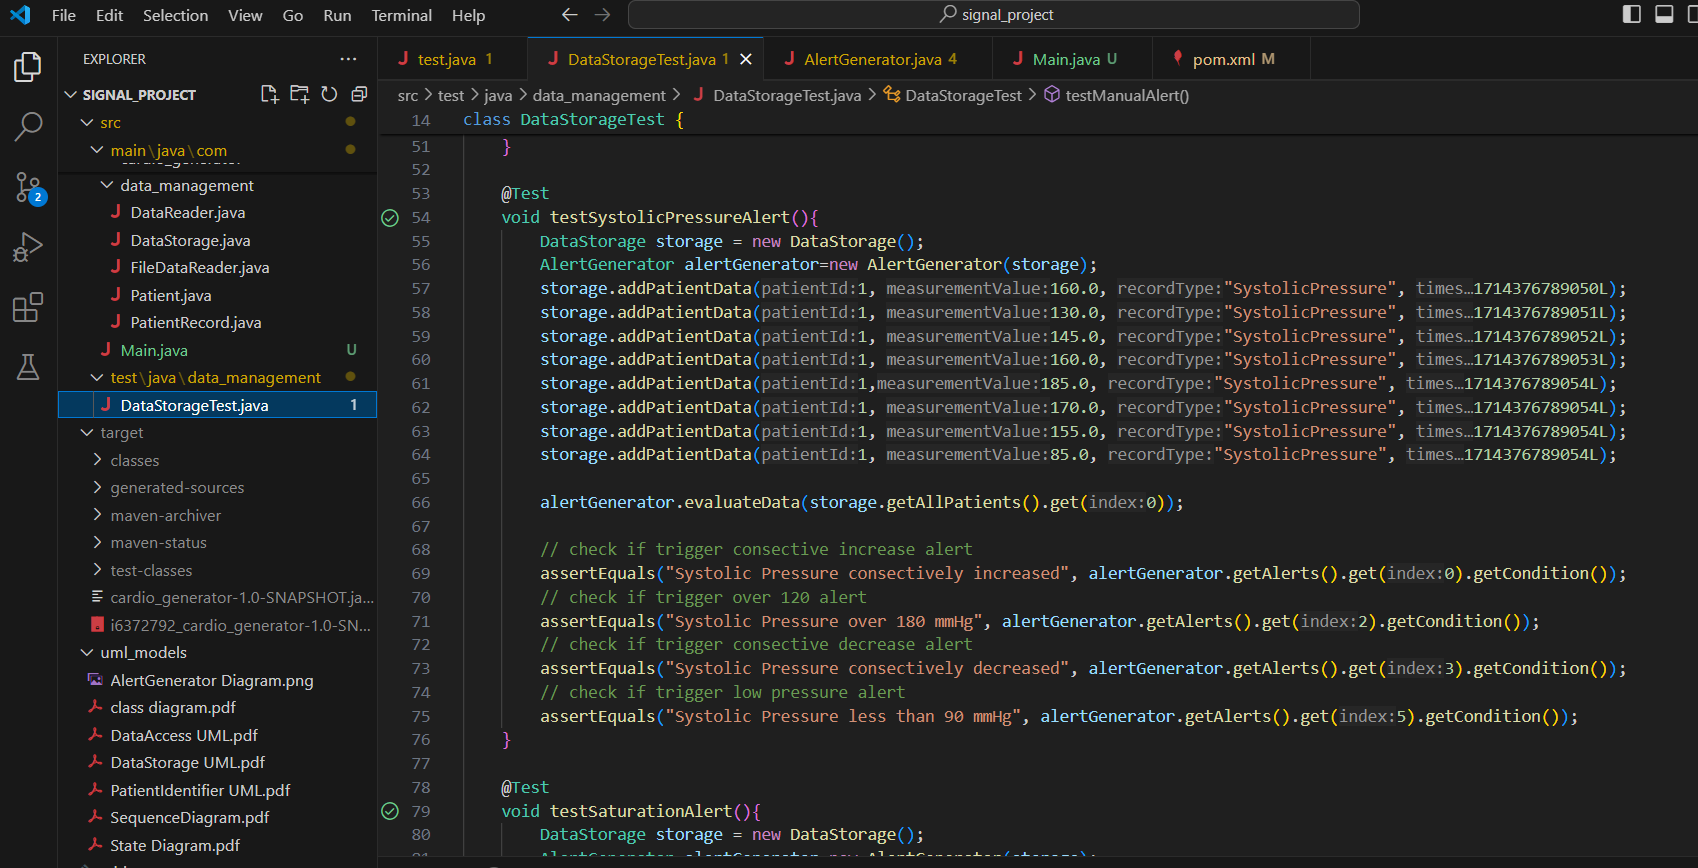 File Edit Selection View Go Run Terminal Help
signal_project
EXPLORER
test.java 1
DataStorageTest.java 1
AlertGenerator.java 4
Main.java U
pom.xml M
SIGNAL_PROJECT
src
main\java\com
data_management
DataReader.java
DataStorage.java
FileDataReader.java
Patient.java
PatientRecord.java
Main.java U
test\java\data_management
DataStorageTest.java 1
target
classes
generated-sources
maven-archiver
maven-status
test-classes
cardio_generator-1.0-SNAPSHOT.ja...
i6372792_cardio_generator-1.0-SN...
uml_models
AlertGenerator Diagram.png
class diagram.pdf
DataAccess UML.pdf
DataStorage UML.pdf
PatientIdentifier UML.pdf
SequenceDiagram.pdf
State Diagram.pdf
2
src > test > java > data_management > DataStorageTest.java > DataStorageTest > testManualAlert()
14 class DataStorageTest {
51 }
52
53 @Test
54 void testSystolicPressureAlert(){
55 DataStorage storage = new DataStorage();
56 AlertGenerator alertGenerator=new AlertGenerator(storage);
57 storage.addPatientData(patientId:1, measurementValue:160.0, recordType:"SystolicPressure", times…1714376789050L);
58 storage.addPatientData(patientId:1, measurementValue:130.0, recordType:"SystolicPressure", times…1714376789051L);
59 storage.addPatientData(patientId:1, measurementValue:145.0, recordType:"SystolicPressure", times…1714376789052L);
60 storage.addPatientData(patientId:1, measurementValue:160.0, recordType:"SystolicPressure", times…1714376789053L);
61 storage.addPatientData(patientId:1,measurementValue:185.0, recordType:"SystolicPressure", times…1714376789054L);
62 storage.addPatientData(patientId:1, measurementValue:170.0, recordType:"SystolicPressure", times…1714376789054L);
63 storage.addPatientData(patientId:1, measurementValue:155.0, recordType:"SystolicPressure", times…1714376789054L);
64 storage.addPatientData(patientId:1, measurementValue:85.0, recordType:"SystolicPressure", times…1714376789054L);
65
66 alertGenerator.evaluateData(storage.getAllPatients().get(index:0));
67
68 // check if trigger consective increase alert
69 assertEquals("Systolic Pressure consectively increased", alertGenerator.getAlerts().get(index:0).getCondition());
70 // check if trigger over 120 alert
71 assertEquals("Systolic Pressure over 180 mmHg", alertGenerator.getAlerts().get(index:2).getCondition());
72 // check if trigger consective decrease alert
73 assertEquals("Systolic Pressure consectively decreased", alertGenerator.getAlerts().get(index:3).getCondition());
74 // check if trigger low pressure alert
75 assertEquals("Systolic Pressure less than 90 mmHg", alertGenerator.getAlerts().get(index:5).getCondition());
76 }
77
78 @Test
79 void testSaturationAlert(){
80 DataStorage storage = new DataStorage();